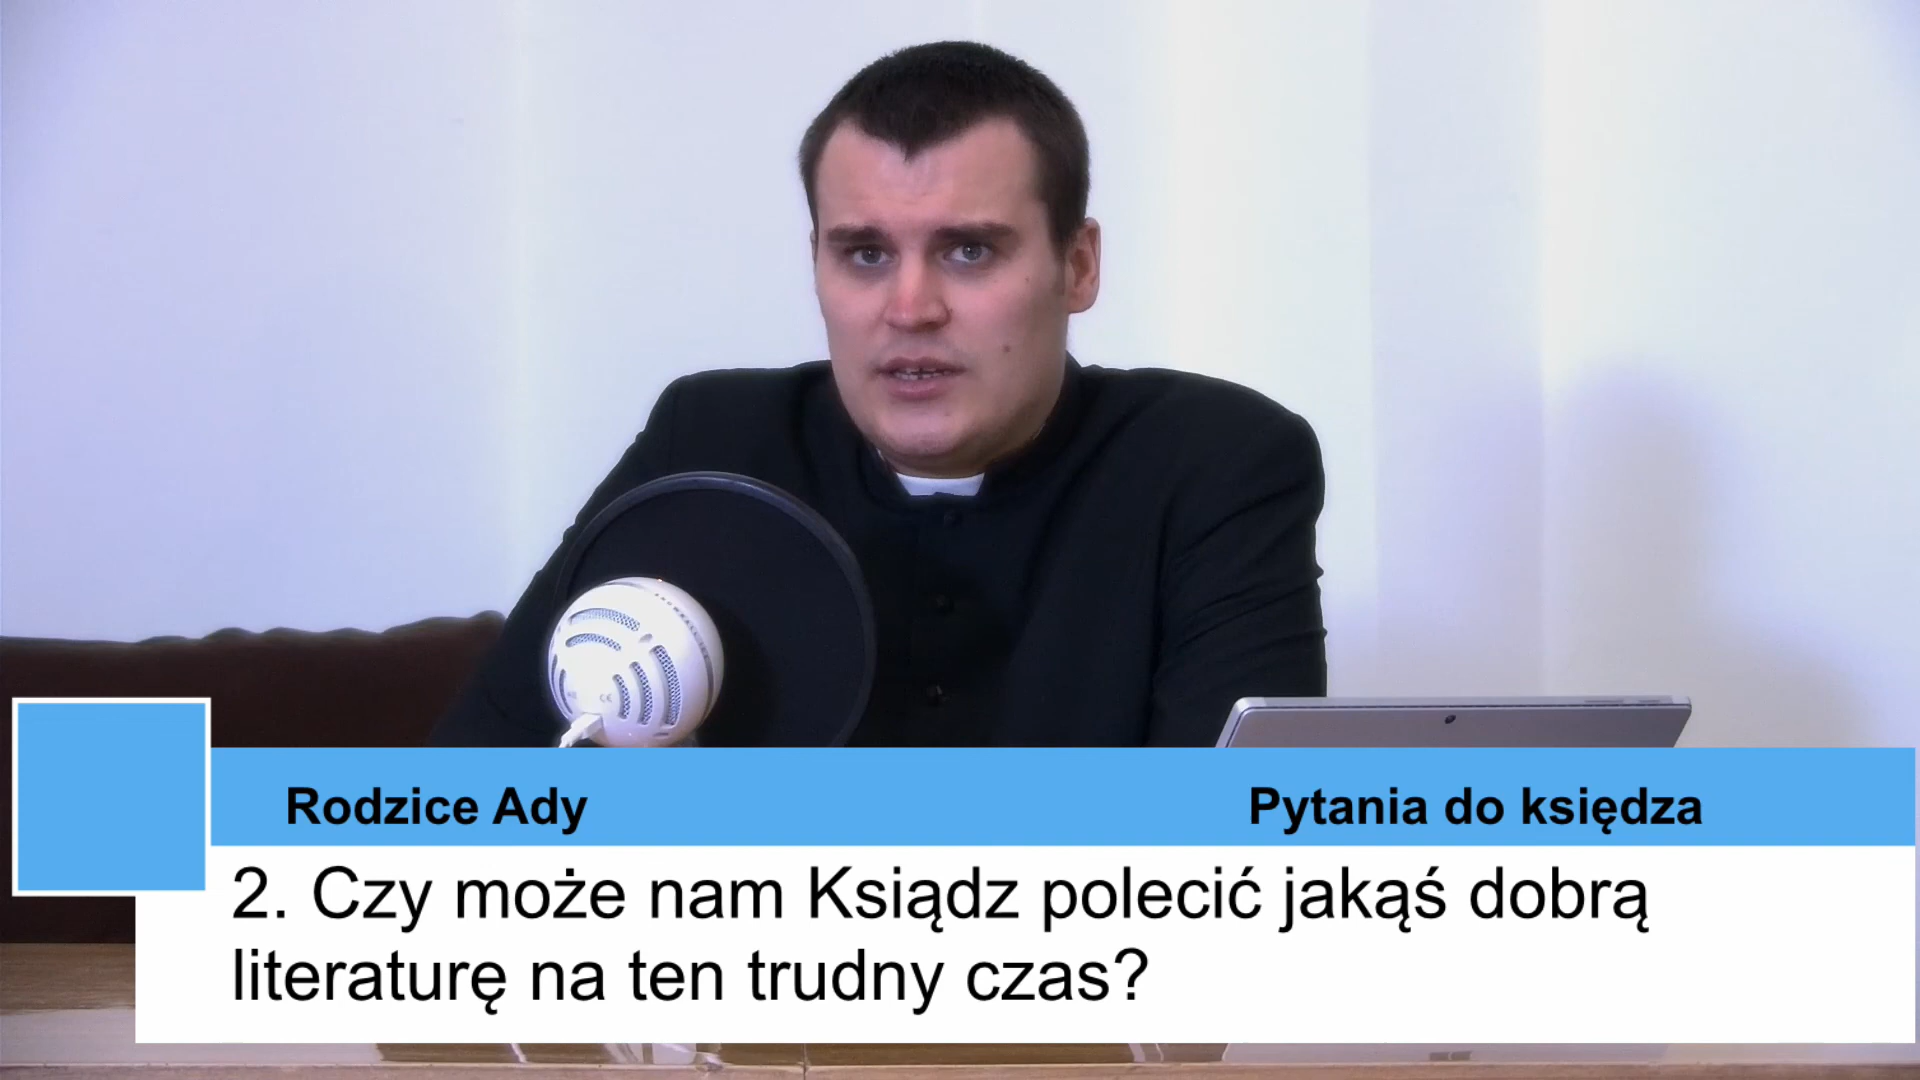 Rodzice Ady
Pytania do księdza
2. Czy może nam Ksiądz polecić jakąś dobrą
literaturę na ten trudny czas?